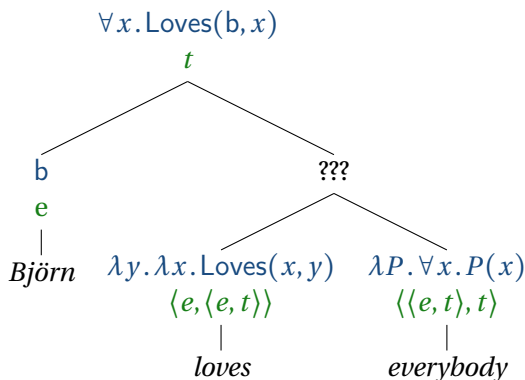 ∀x.Loves(b, x)
t
b
???
e
Björn
λy.λx.Loves(x, y)
λP.∀x.P(x)
⟨e,⟨e, t⟩⟩
⟨⟨e, t⟩, t⟩
loves
everybody